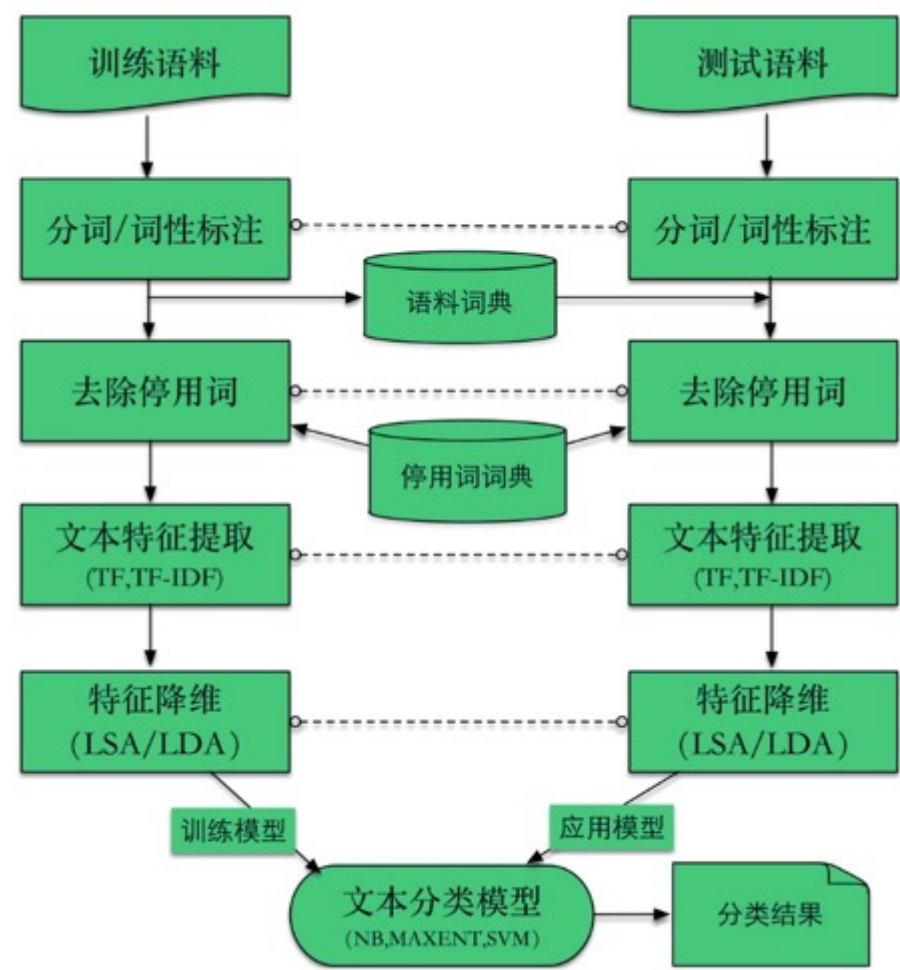 训练语料
测试语料
分词/词性标注
分词/词性标注
语料词典
去除停用词
去除停用词
停用词词典
文本特征提取
(TF,TF-IDF)
文本特征提取
(TF,TF-IDF)
特征降维
(LSA/LDA)
特征降维
(LSA/LDA)
训练模型
应用模型
文本分类模型
(NB,MAXENT,SVM)
分类结果